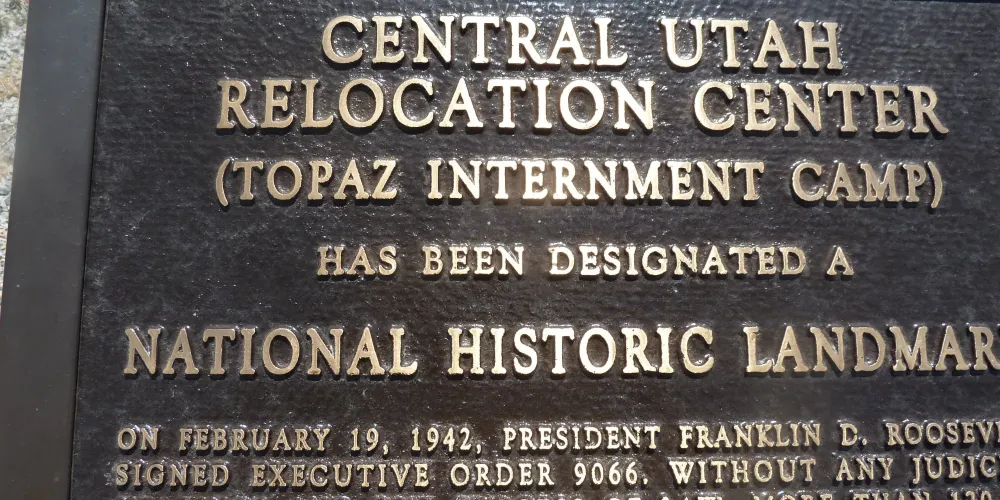 CENTRAL UTAH
RELOCATION CENTER
(TOPAZ INTERNMENT CAMP)
HAS BEEN DESIGNATED A
NATIONAL HISTORIC LANDMAR
ON FEBRUARY 19, 1942, PRESIDENT FRANKLIN D. ROOSEV
SIGNED EXECUTIVE ORDER 9066. WITHOUT ANY JUDIC